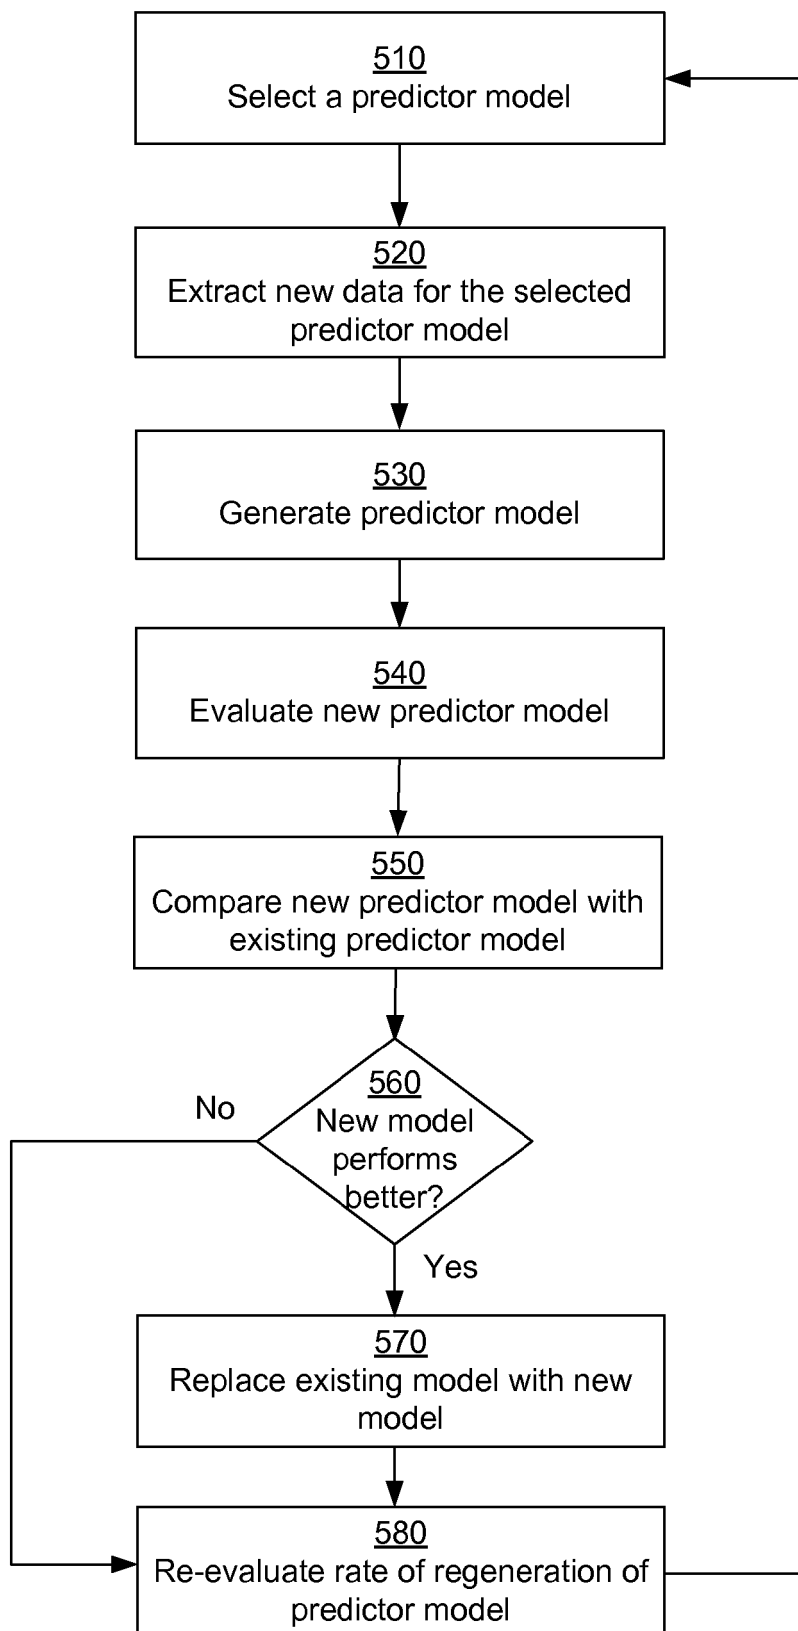 510
Select a predictor model
520
Extract new data for the selected
predictor model
530
Generate predictor model
540
Evaluate new predictor model
550
Compare new predictor model with
existing predictor model
560
New model
performs
better?
No
Yes
570
Replace existing model with new
model
580
Re-evaluate rate of regeneration of
predictor model